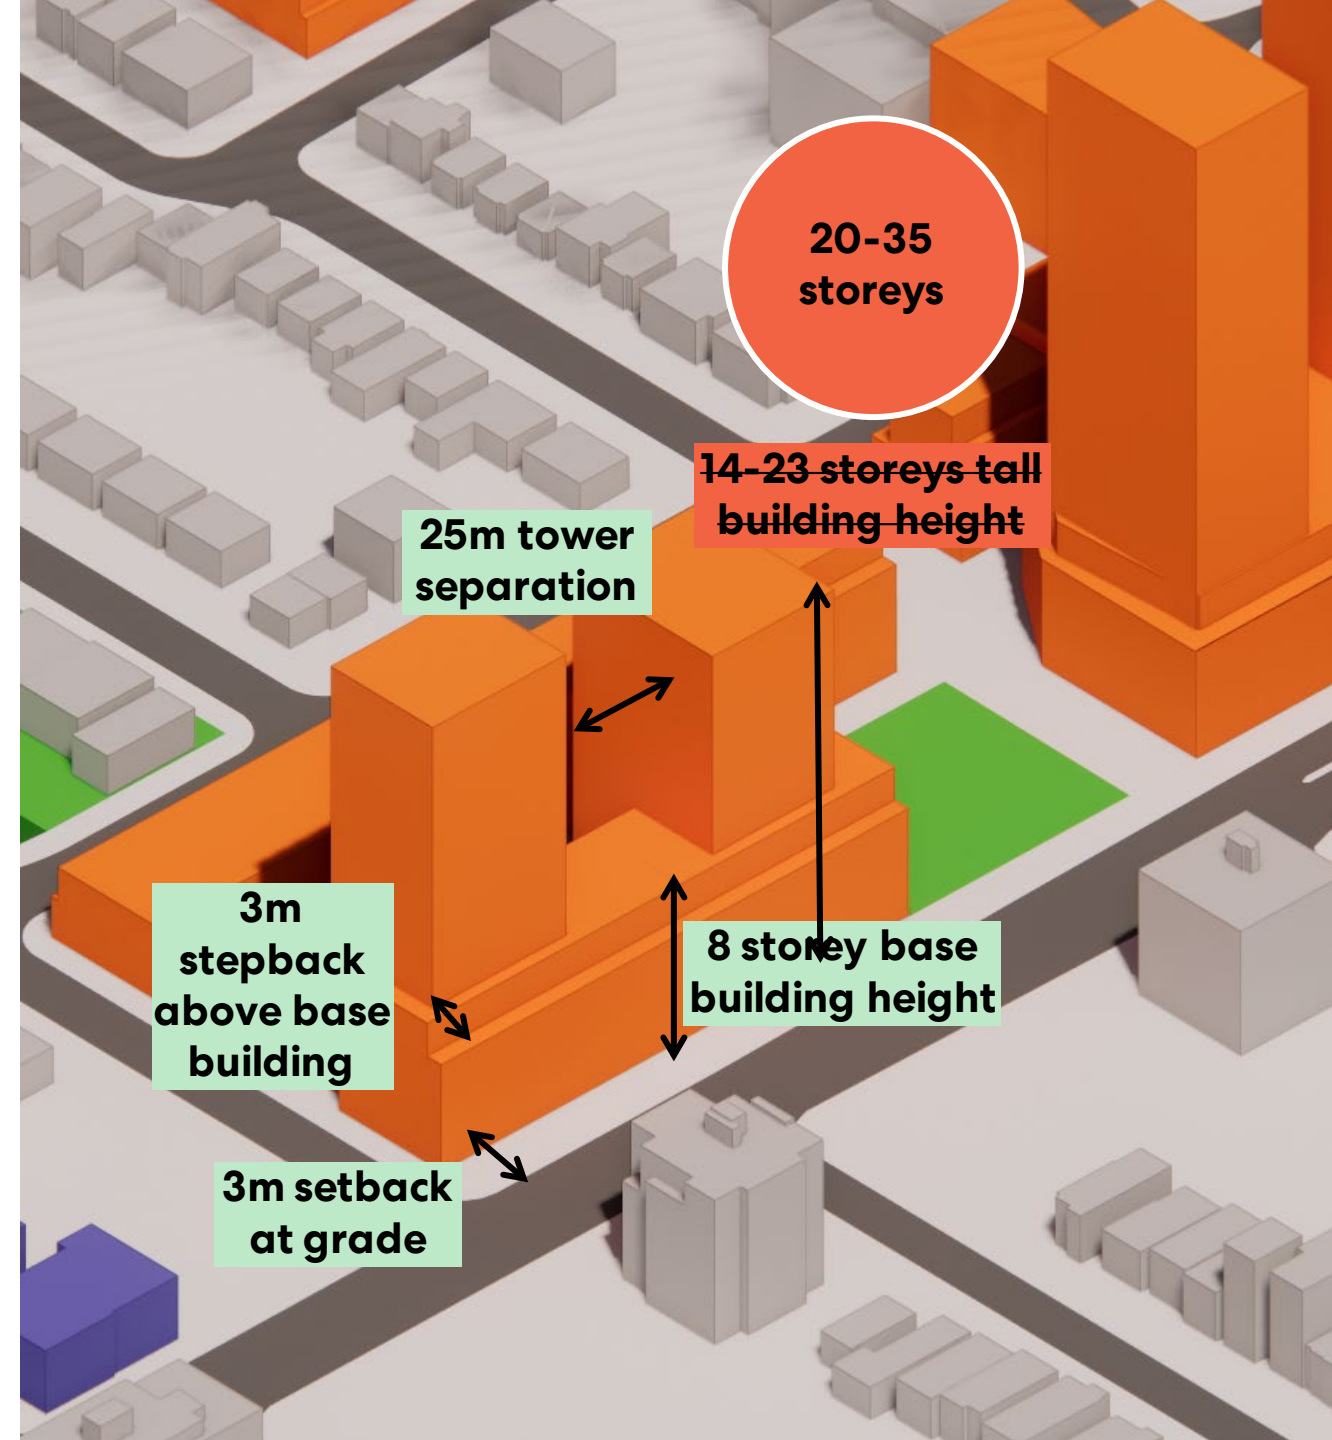 20-35
storeys
14-23 storeys tall
building height
25m tower
separation
3m
stepback
above base
building
8 storey base
building height
3m setback
at grade